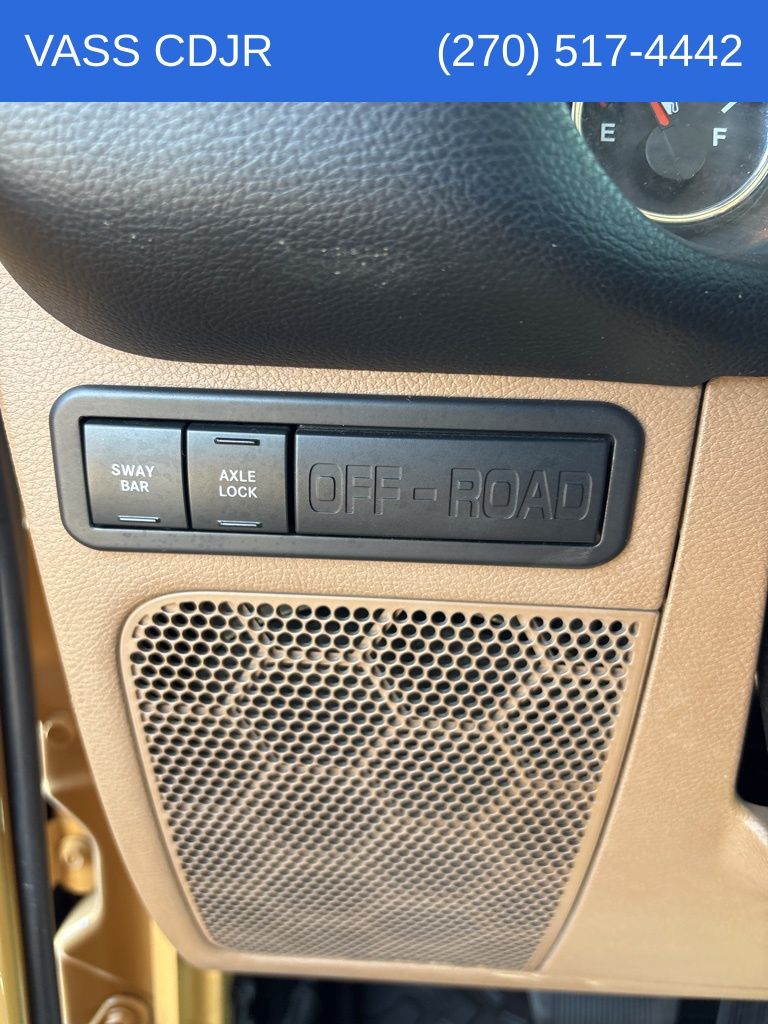 VASS CDJR (270) 517-4442
E F
SWAY
BAR
AXLE
LOCK
OFF-ROAD